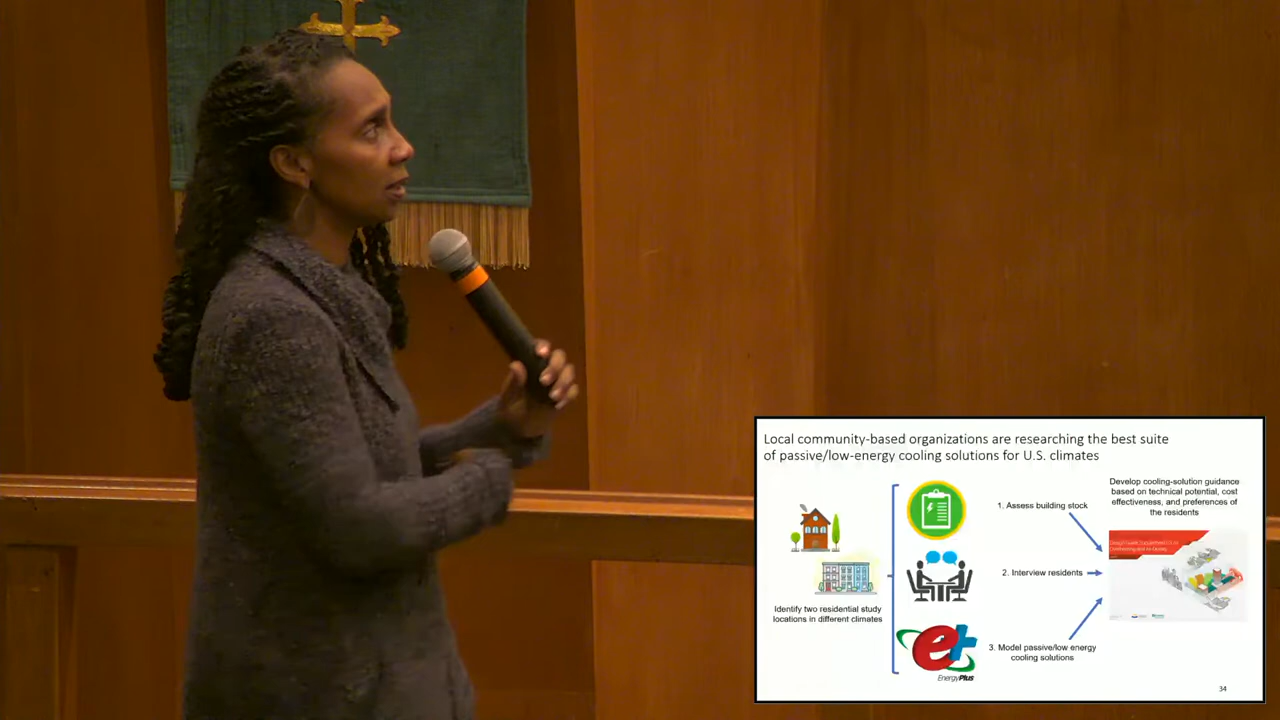 Local community-based organizations are researching the best suite
of passive/low-energy cooling solutions for U.S. climates
Identify two residential study
locations in different climates
1. Assess building stock
2. Interview residents
e+
EnergyPlus
3. Model passive/low energy
cooling solutions
Develop cooling-solution guidance
based on technical potential, cost
effectiveness, and preferences of
the residents
34